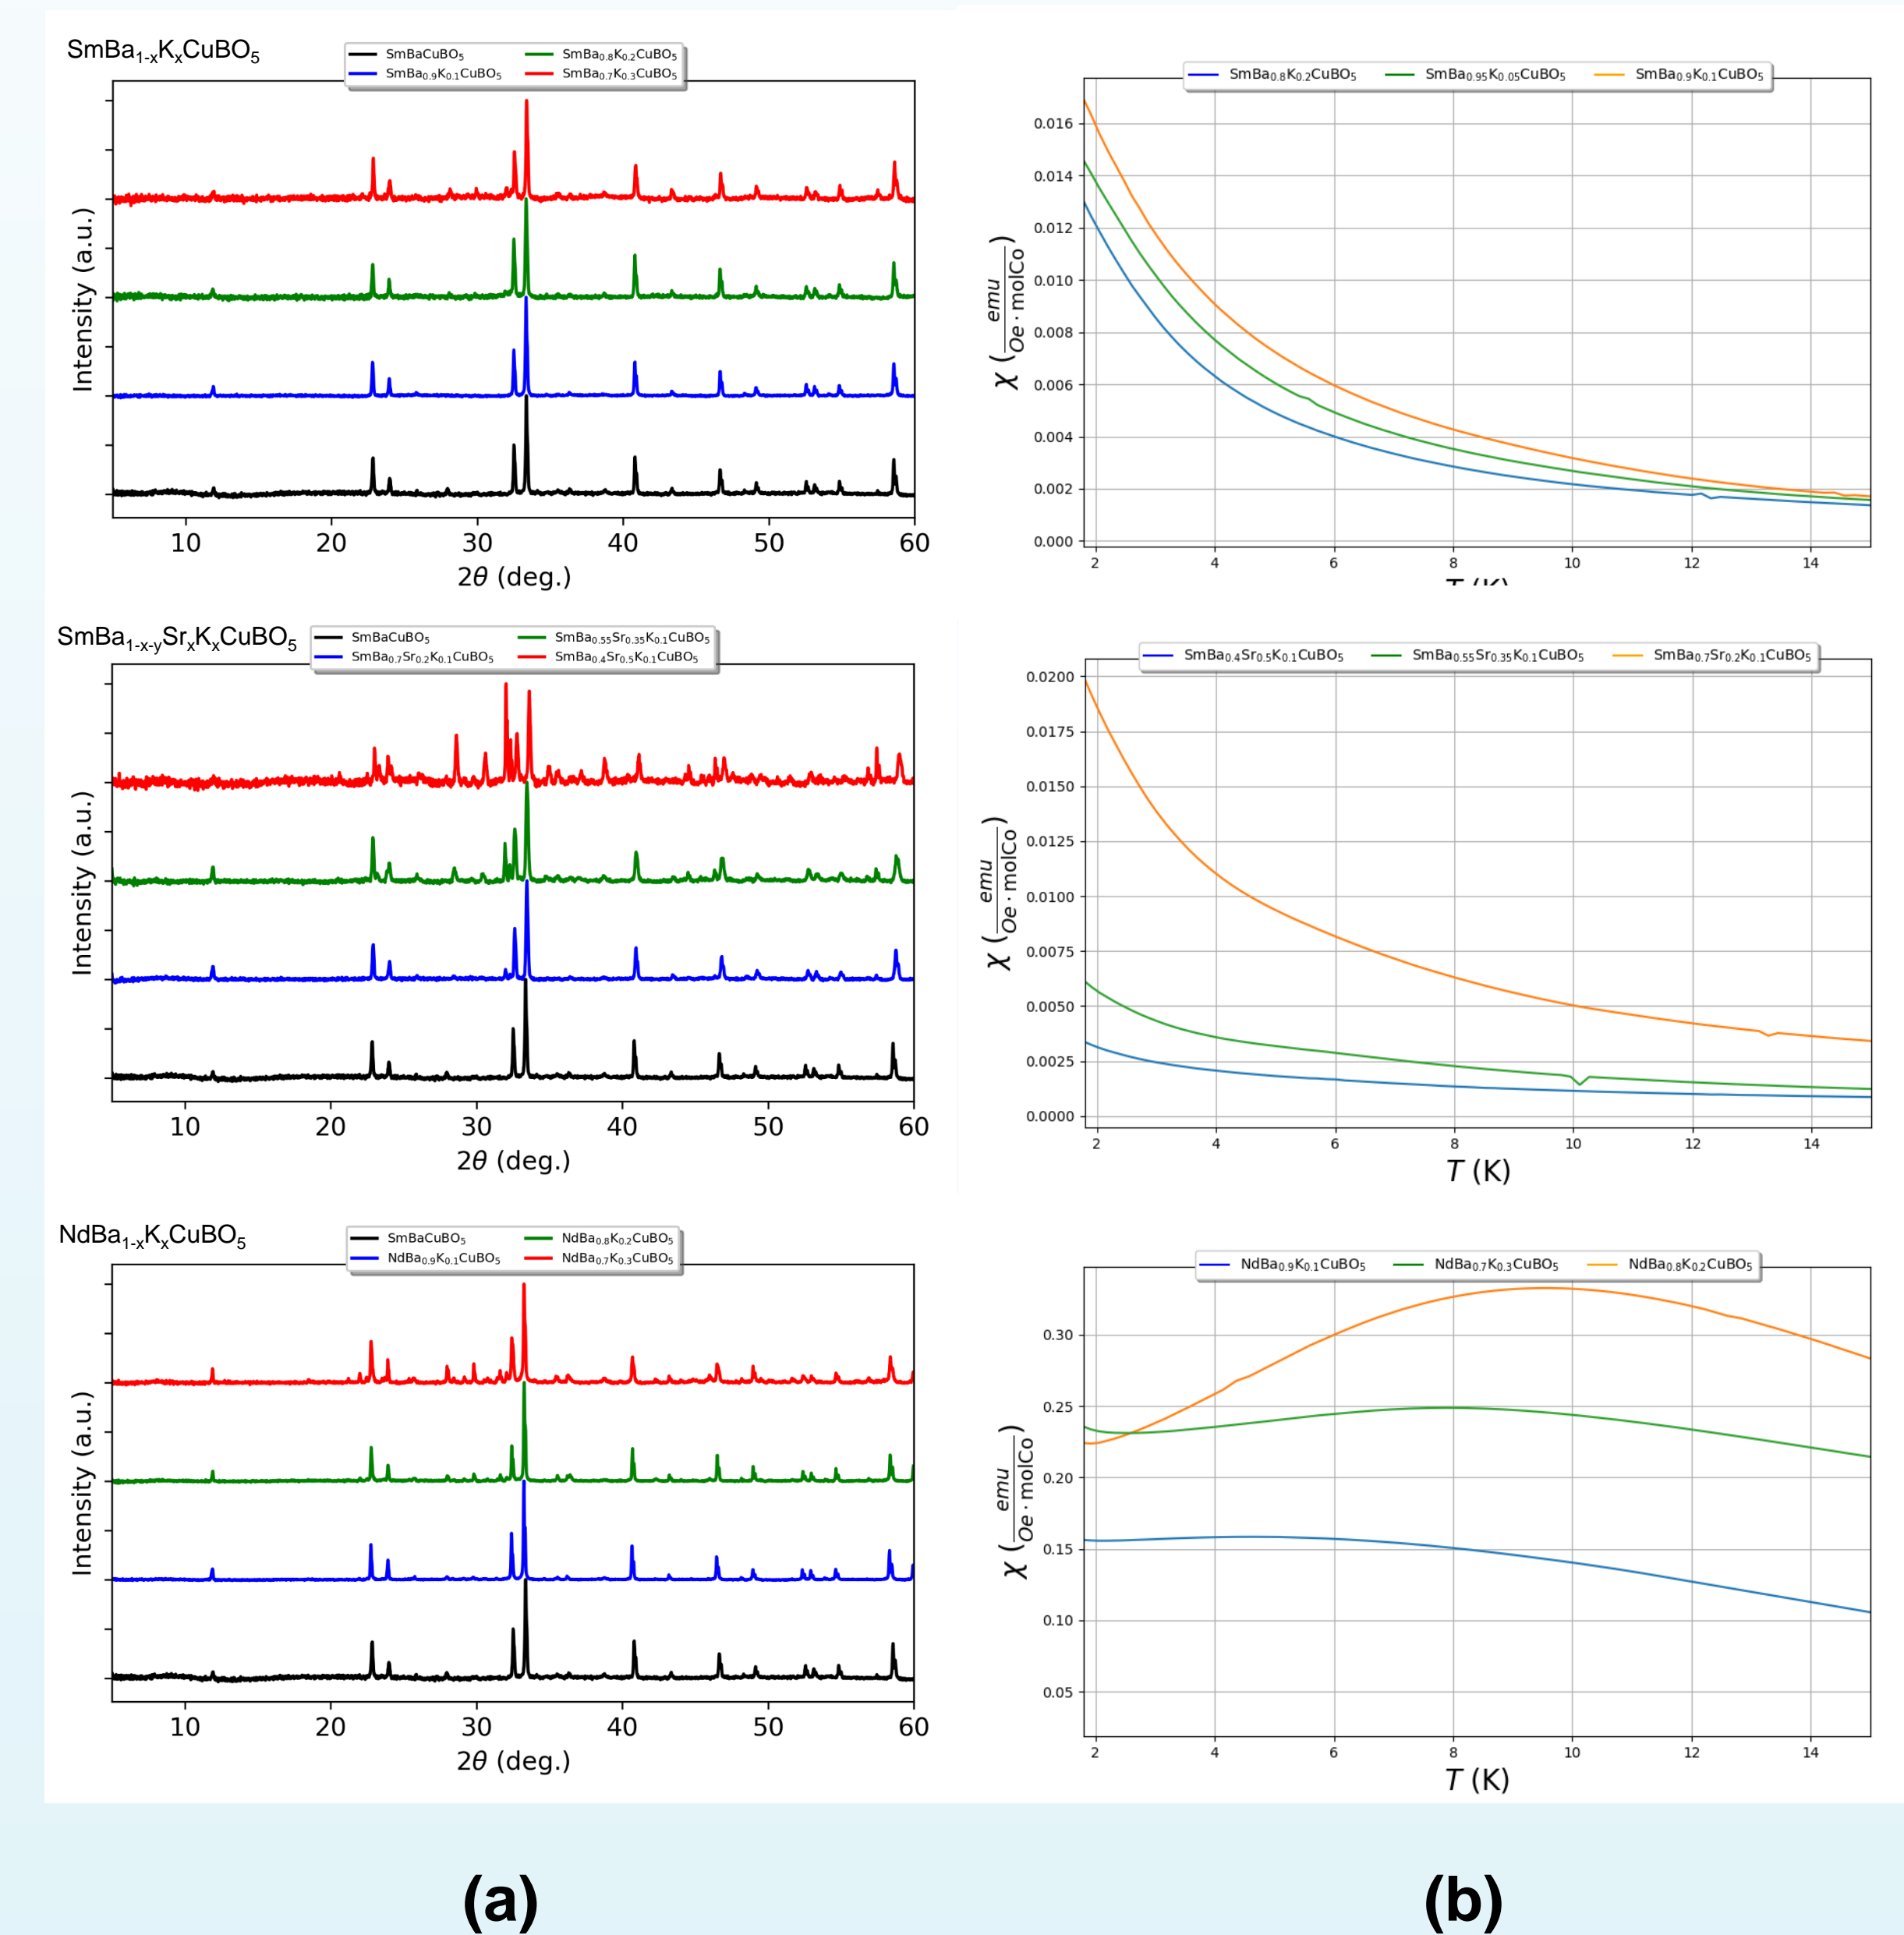 SmBa₁₋ₓKₓCuBO₅
SmBaCuBO₅ SmBa₀.₈K₀.₂CuBO₅
SmBa₀.₉K₀.₁CuBO₅ SmBa₀.₇K₀.₃CuBO₅
Intensity (a.u.)
10 20 30 40 50 60
2θ (deg.)
SmBa₀.₈K₀.₂CuBO₅ SmBa₀.₉₅K₀.₀₅CuBO₅ SmBa₀.₉K₀.₁CuBO₅
χ (emu / Oe · molCo)
0.016
0.014
0.012
0.010
0.008
0.006
0.004
0.002
0.000
2 4 6 8 10 12 14
T (K)
SmBa₁₋ₓ₋ᵧSrₓKₓCuBO₅
SmBaCuBO₅ SmBa₀.₅₅Sr₀.₃₅K₀.₁CuBO₅
SmBa₀.₇Sr₀.₂K₀.₁CuBO₅ SmBa₀.₄Sr₀.₅K₀.₁CuBO₅
Intensity (a.u.)
10 20 30 40 50 60
2θ (deg.)
SmBa₀.₄Sr₀.₅K₀.₁CuBO₅ SmBa₀.₅₅Sr₀.₃₅K₀.₁CuBO₅ SmBa₀.₇Sr₀.₂K₀.₁CuBO₅
χ (emu / Oe · molCo)
0.0200
0.0175
0.0150
0.0125
0.0100
0.0075
0.0050
0.0025
0.0000
2 4 6 8 10 12 14
T (K)
NdBa₁₋ₓKₓCuBO₅
SmBaCuBO₅ NdBa₀.₈K₀.₂CuBO₅
NdBa₀.₉K₀.₁CuBO₅ NdBa₀.₇K₀.₃CuBO₅
Intensity (a.u.)
10 20 30 40 50 60
2θ (deg.)
NdBa₀.₉K₀.₁CuBO₅ NdBa₀.₇K₀.₃CuBO₅ NdBa₀.₈K₀.₂CuBO₅
χ (emu / Oe · molCo)
0.30
0.25
0.20
0.15
0.10
0.05
2 4 6 8 10 12 14
T (K)
(a) (b)